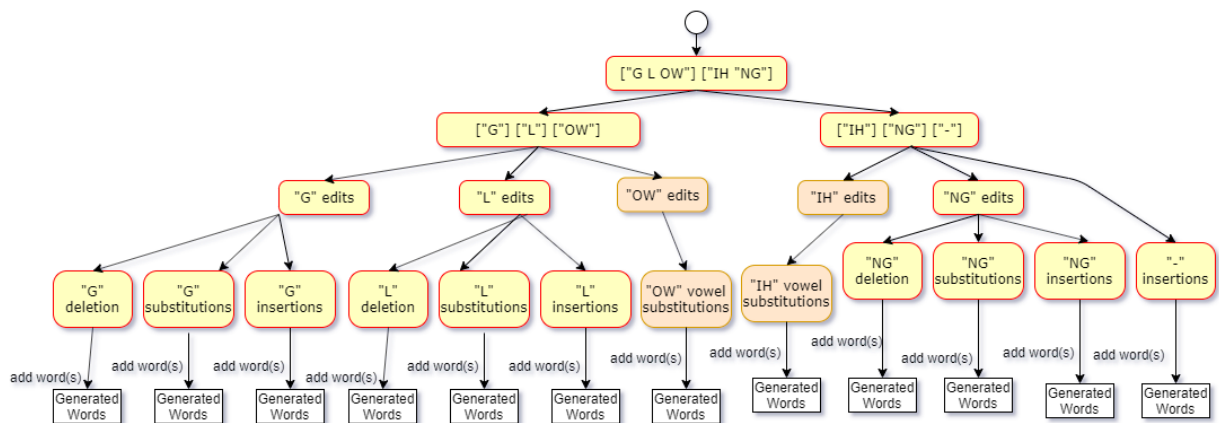 ["G L OW"] ["IH "NG"]
["G"] ["L"] ["OW"]
["IH"] ["NG"] ["-"]
"G" edits
"L" edits
"OW" edits
"IH" edits
"NG" edits
"G"
deletion
"G"
substitutions
"G"
insertions
"L"
deletion
"L"
substitutions
"L"
insertions
"OW" vowel
substitutions
"IH" vowel
substitutions
"NG"
deletion
"NG"
substitutions
"NG"
insertions
"-"
insertions
add word(s)
add word(s)
add word(s)
add word(s)
add word(s)
add word(s)
add word(s)
add word(s)
add word(s)
add word(s)
add word(s)
add word(s)
Generated
Words
Generated
Words
Generated
Words
Generated
Words
Generated
Words
Generated
Words
Generated
Words
Generated
Words
Generated
Words
Generated
Words
Generated
Words
Generated
Words